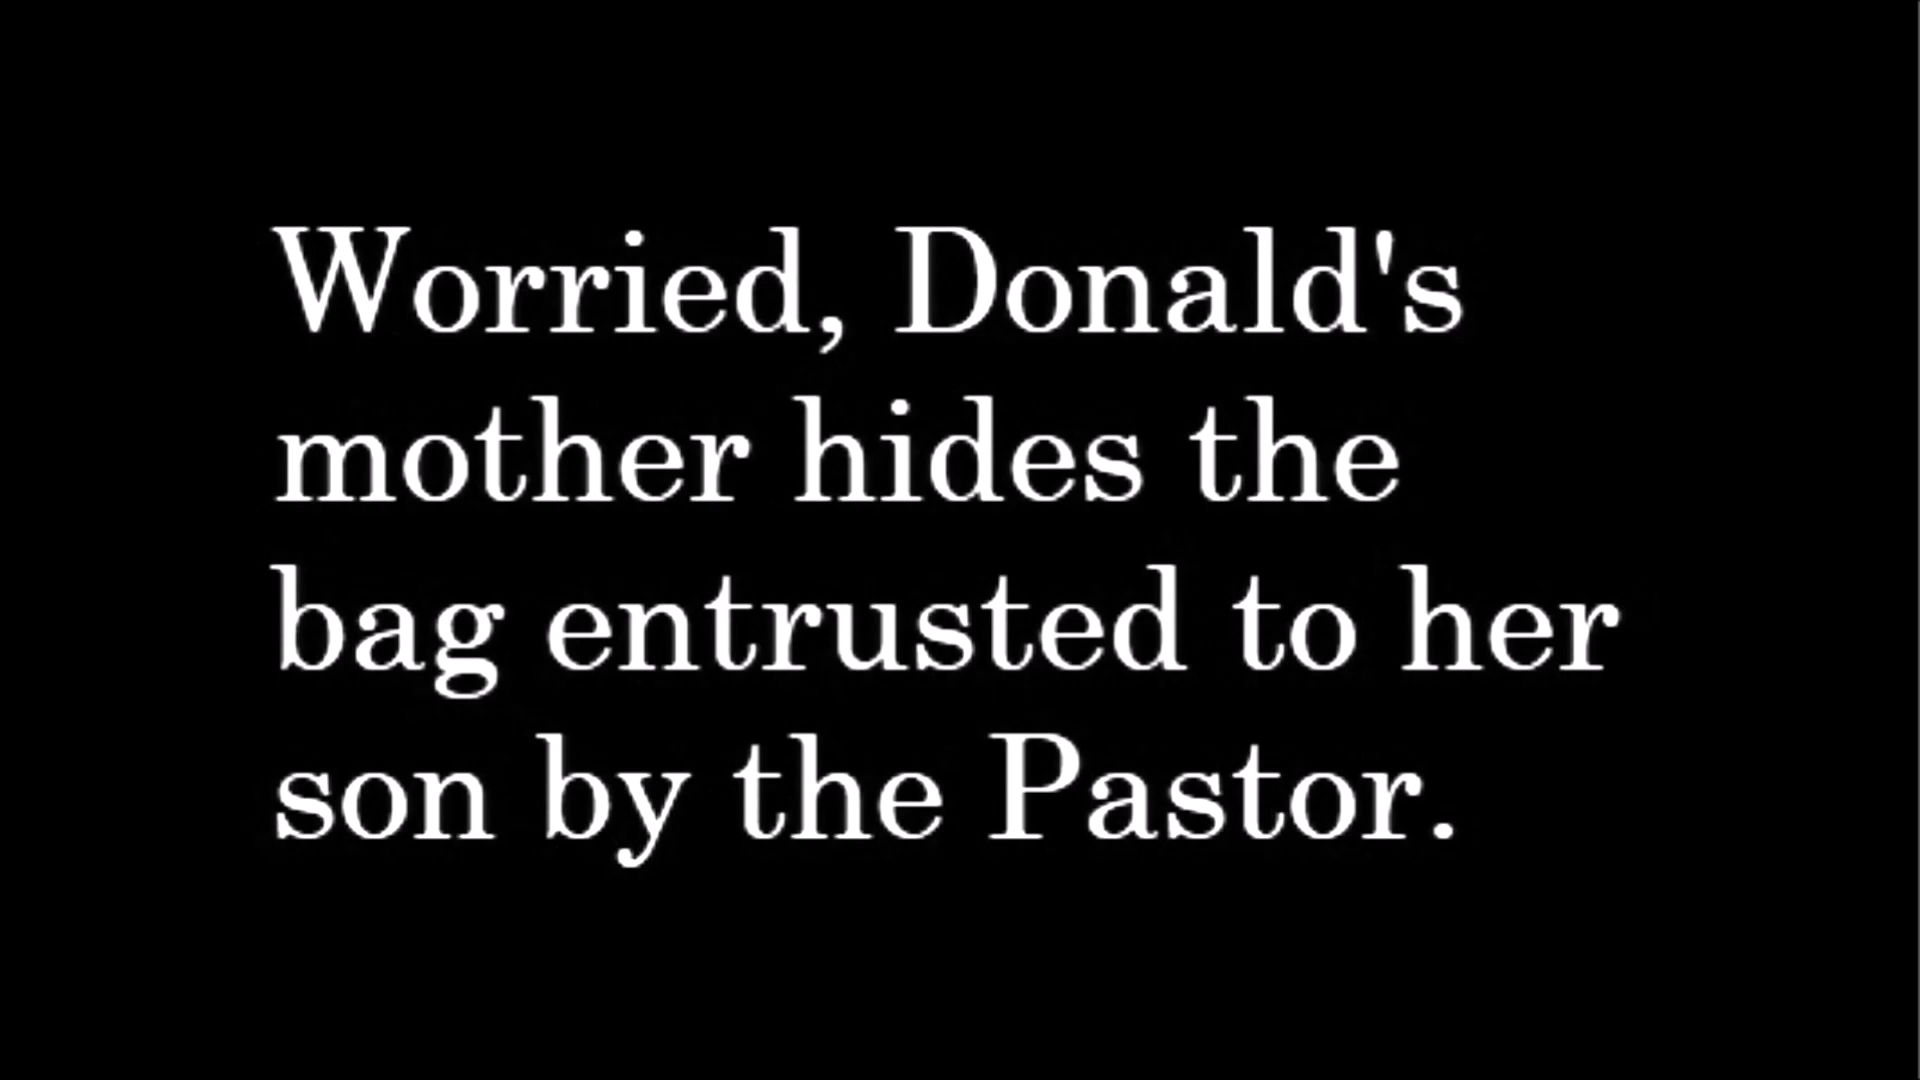 Worried, Donald's
mother hides the
bag entrusted to her
son by the Pastor.